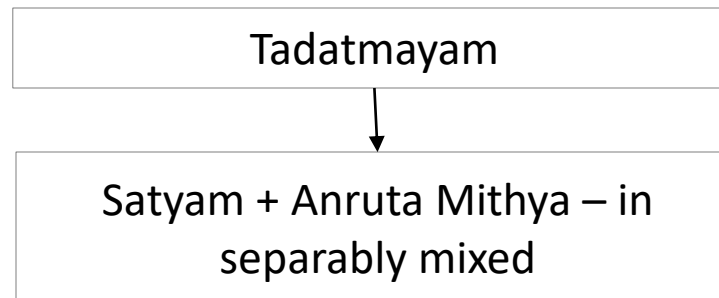 Tadatmayam
Satyam + Anruta Mithya – in
separably mixed